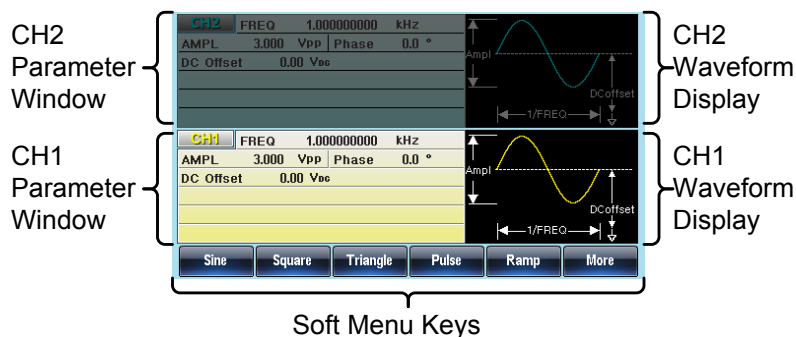 CH2
Parameter
Window
CH2 FREQ 1.000000000 kHz
AMPL 3.000 Vpp Phase 0.0 °
DC Offset 0.00 VDC
Ampl
DCoffset
1/FREQ
CH2
Waveform
Display
CH1
Parameter
Window
CH1 FREQ 1.000000000 kHz
AMPL 3.000 Vpp Phase 0.0 °
DC Offset 0.00 VDC
Ampl
DCoffset
1/FREQ
CH1
Waveform
Display
Sine Square Triangle Pulse Ramp More
Soft Menu Keys